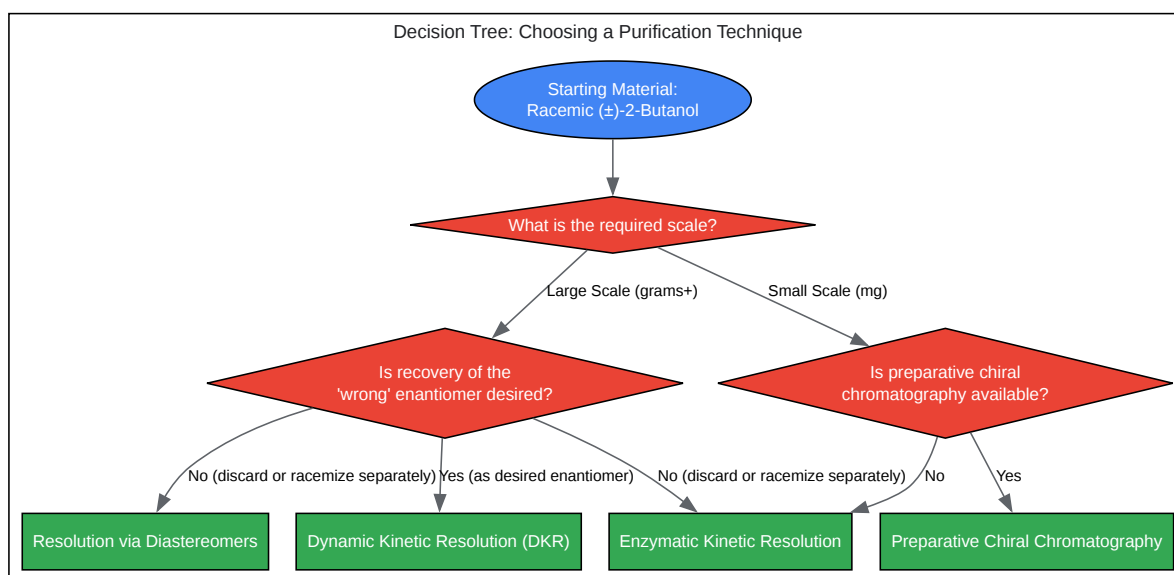 Decision Tree: Choosing a Purification Technique
Starting Material:
Racemic (±)-2-Butanol
What is the required scale?
Large Scale (grams+)
Small Scale (mg)
Is recovery of the
'wrong' enantiomer desired?
Is preparative chiral
chromatography available?
No (discard or racemize separately)
Yes (as desired enantiomer)
No (discard or racemize separately)
No
Yes
Resolution via Diastereomers
Dynamic Kinetic Resolution (DKR)
Enzymatic Kinetic Resolution
Preparative Chiral Chromatography